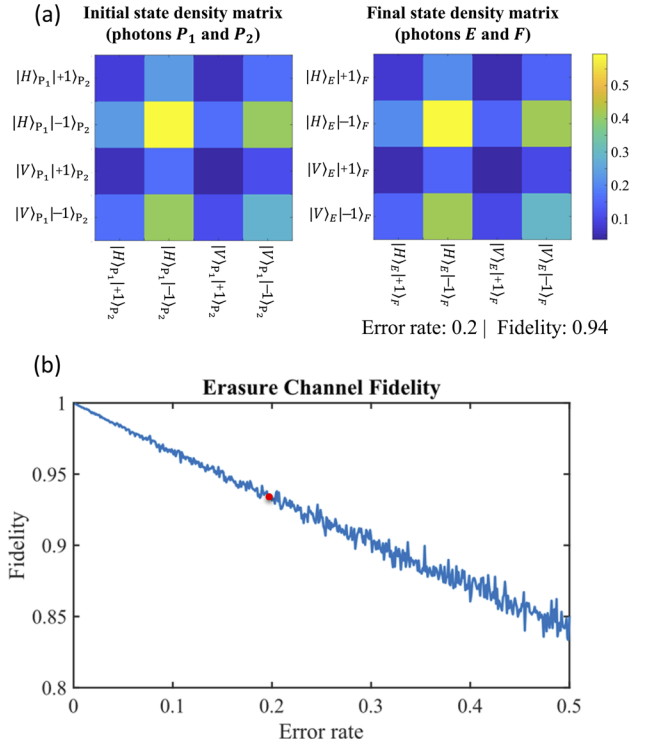 (a)
Initial state density matrix
(photons P₁ and P₂)
Final state density matrix
(photons E and F)
|H⟩P₁|+1⟩P₂
|H⟩P₁|−1⟩P₂
|V⟩P₁|+1⟩P₂
|V⟩P₁|−1⟩P₂
|H⟩P₁|+1⟩P₂
|H⟩P₁|−1⟩P₂
|V⟩P₁|+1⟩P₂
|V⟩P₁|−1⟩P₂
|H⟩E|+1⟩F
|H⟩E|−1⟩F
|V⟩E|+1⟩F
|V⟩E|−1⟩F
|H⟩E|+1⟩F
|H⟩E|−1⟩F
|V⟩E|+1⟩F
|V⟩E|−1⟩F
0.5
0.4
0.3
0.2
0.1
Error rate: 0.2 | Fidelity: 0.94
(b)
Erasure Channel Fidelity
Fidelity
1
0.95
0.9
0.85
0.8
0
0.1
0.2
0.3
0.4
0.5
Error rate